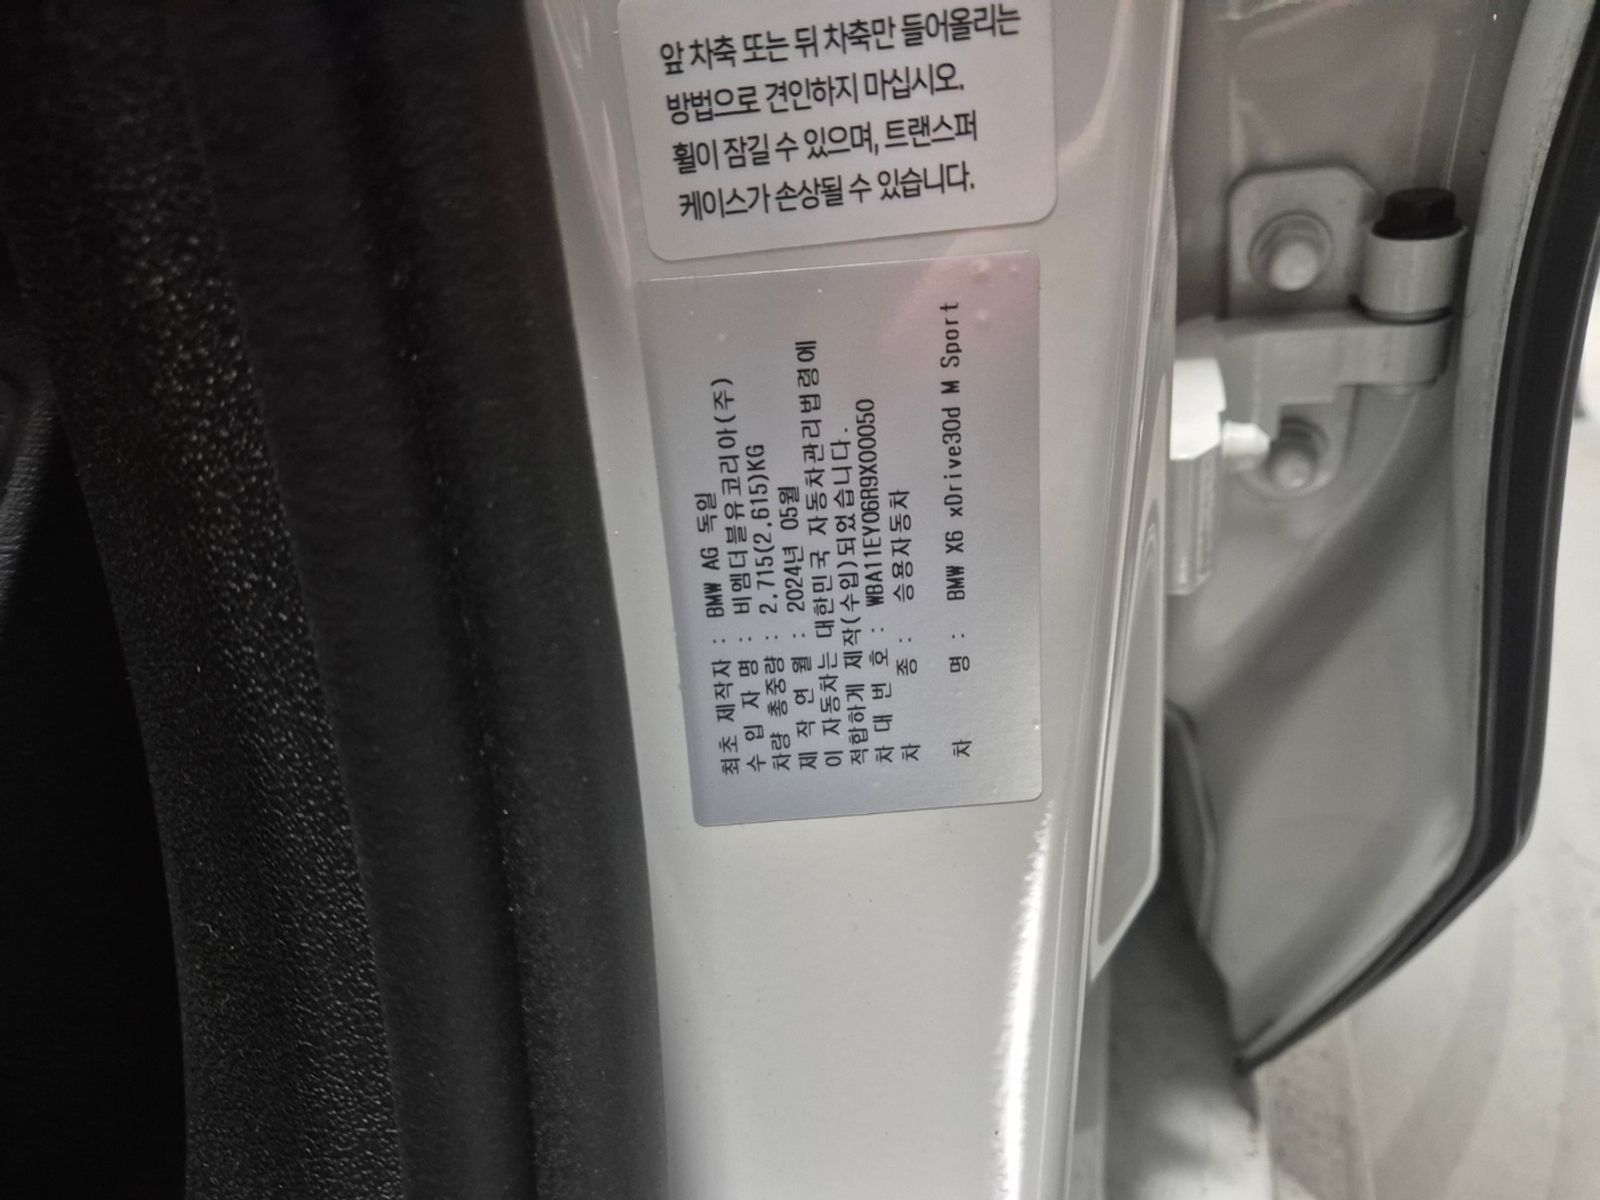 앞 차축 또는 뒤 차축만 들어올리는
방법으로 견인하지 마십시오.
휠이 잠길 수 있으며, 트랜스퍼
케이스가 손상될 수 있습니다.
최초 제작자 : BMW AG 독일
수 입 자 명 : 비엠더블유코리아(주)
차량 총중량 : 2,715(2,615)KG
제 작 연 월 : 2024년 05월
이 자동차는 대한민국 자동차관리법령에
적합하게 제작(수입)되었습니다.
차 대 번 호 : WBA11EY06R9X00050
차 종 : 승용자동차
차 명 : BMW X6 xDrive30d M Sport